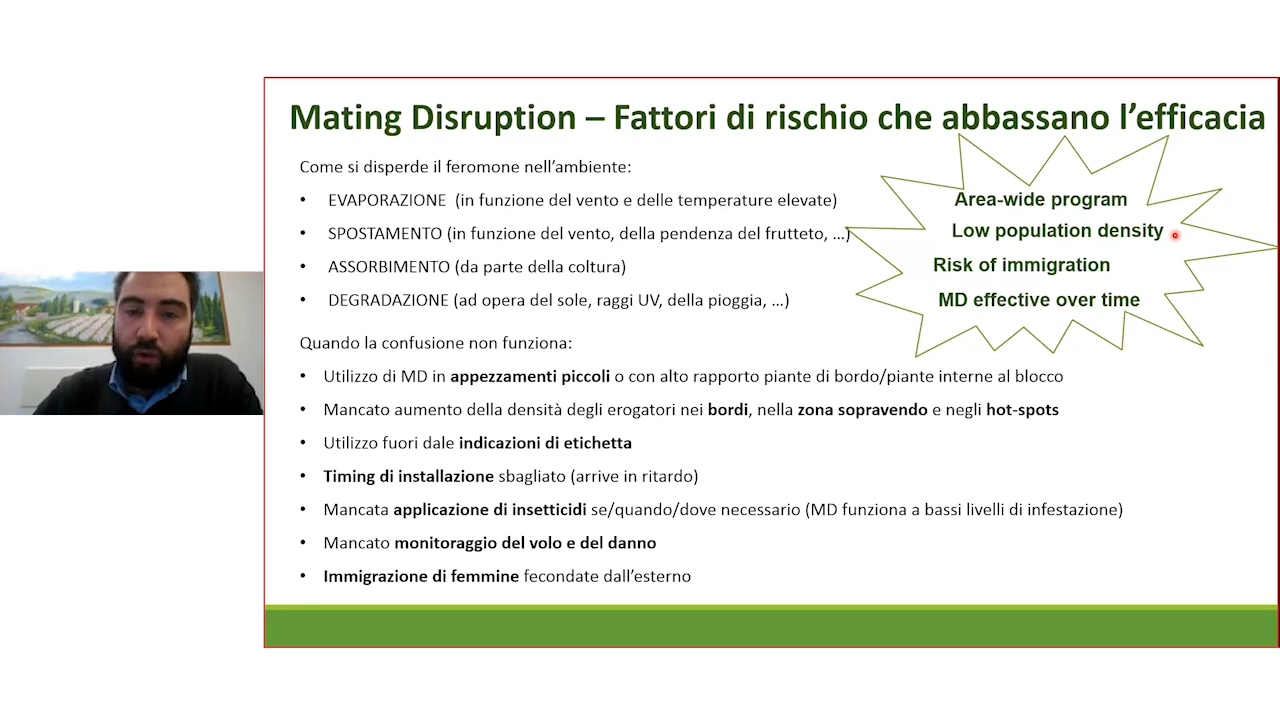 Mating Disruption – Fattori di rischio che abbassano l'efficacia
Come si disperde il feromone nell'ambiente:
• EVAPORAZIONE (in funzione del vento e delle temperature elevate)
• SPOSTAMENTO (in funzione del vento, della pendenza del frutteto, …)
• ASSORBIMENTO (da parte della coltura)
• DEGRADAZIONE (ad opera del sole, raggi UV, della pioggia, …)
Area-wide program
Low population density
Risk of immigration
MD effective over time
Quando la confusione non funziona:
• Utilizzo di MD in appezzamenti piccoli o con alto rapporto piante di bordo/piante interne al blocco
• Mancato aumento della densità degli erogatori nei bordi, nella zona sopravendo e negli hot-spots
• Utilizzo fuori dale indicazioni di etichetta
• Timing di installazione sbagliato (arrive in ritardo)
• Mancata applicazione di insetticidi se/quando/dove necessario (MD funziona a bassi livelli di infestazione)
• Mancato monitoraggio del volo e del danno
• Immigrazione di femmine fecondate dall'esterno